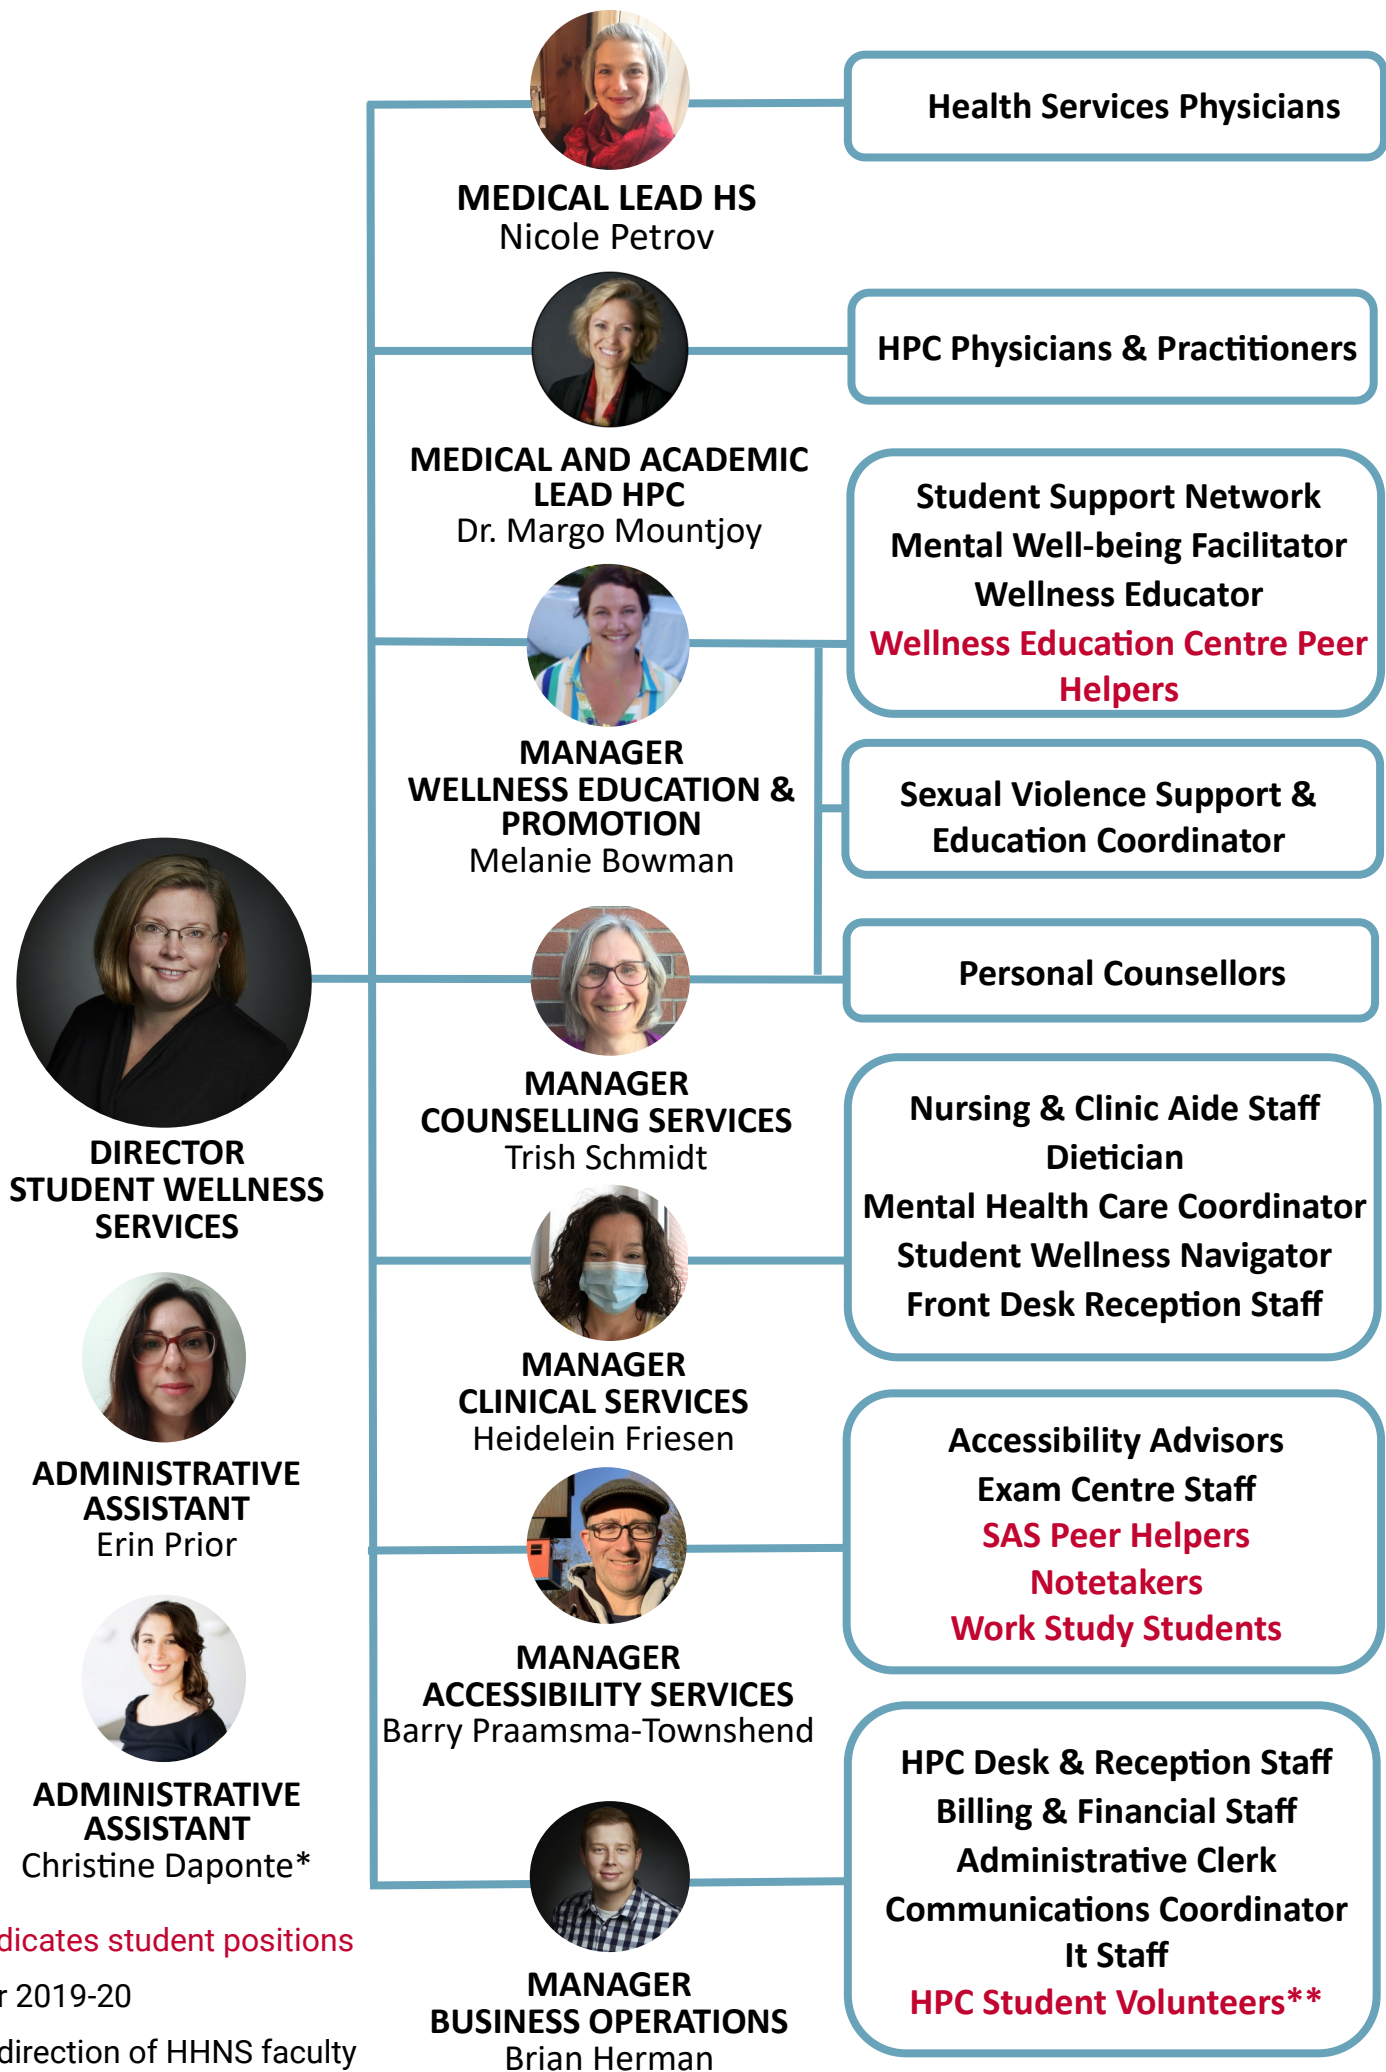 Health Services Physicians
MEDICAL LEAD HS
Nicole Petrov
HPC Physicians & Practitioners
MEDICAL AND ACADEMIC
LEAD HPC
Dr. Margo Mountjoy
Student Support Network
Mental Well-being Facilitator
Wellness Educator
Wellness Education Centre Peer
Helpers
MANAGER
WELLNESS EDUCATION &
PROMOTION
Melanie Bowman
Sexual Violence Support &
Education Coordinator
Personal Counsellors
MANAGER
COUNSELLING SERVICES
Trish Schmidt
DIRECTOR
STUDENT WELLNESS
SERVICES
Nursing & Clinic Aide Staff
Dietician
Mental Health Care Coordinator
Student Wellness Navigator
Front Desk Reception Staff
MANAGER
CLINICAL SERVICES
Heidelein Friesen
ADMINISTRATIVE
ASSISTANT
Erin Prior
Accessibility Advisors
Exam Centre Staff
SAS Peer Helpers
Notetakers
Work Study Students
MANAGER
ACCESSIBILITY SERVICES
Barry Praamsma-Townshend
ADMINISTRATIVE
ASSISTANT
Christine Daponte*
HPC Desk & Reception Staff
Billing & Financial Staff
Administrative Clerk
Communications Coordinator
It Staff
HPC Student Volunteers**
MANAGER
BUSINESS OPERATIONS
Brian Herman
student positions
2019-20
direction of HHNS faculty